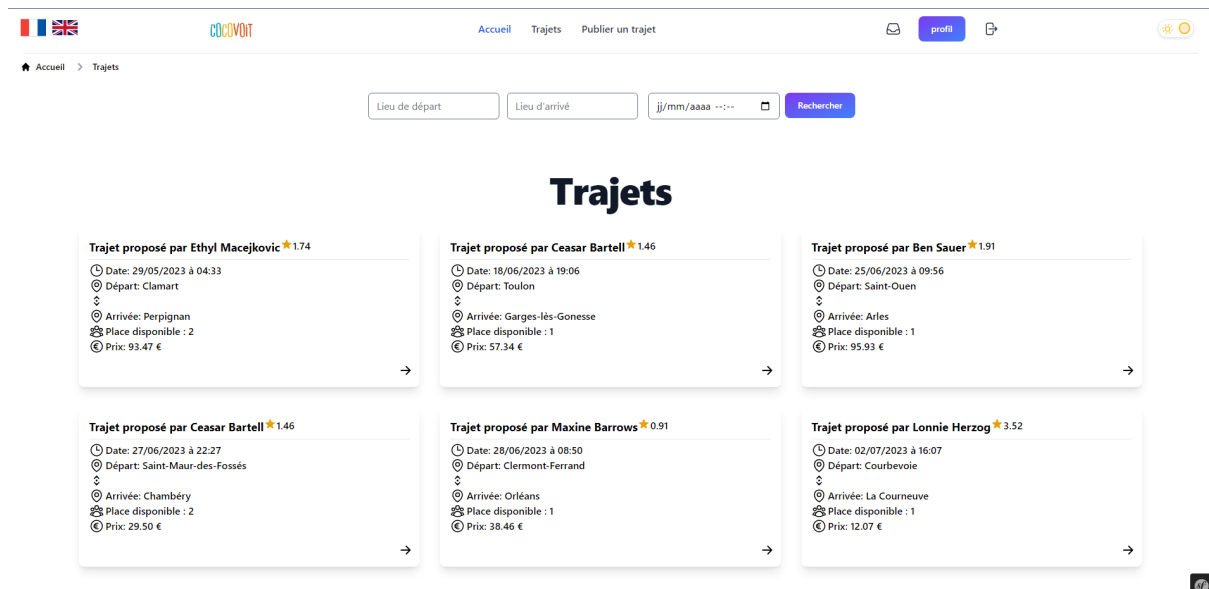 COCOVOIT
Accueil Trajets Publier un trajet
profil
Accueil Trajets
Lieu de départ Lieu d'arrivé jj/mm/aaaa --:-- Rechercher
Trajets
Trajet proposé par Ethyl Macejkovic 1.74
Date: 29/05/2023 à 04:33
Départ: Clamart
Arrivée: Perpignan
Place disponible : 2
Prix: 93.47 €
Trajet proposé par Ceasar Bartell 1.46
Date: 18/06/2023 à 19:06
Départ: Toulon
Arrivée: Garges-lès-Gonesse
Place disponible : 1
Prix: 57.34 €
Trajet proposé par Ben Sauer 1.91
Date: 25/06/2023 à 09:56
Départ: Saint-Ouen
Arrivée: Arles
Place disponible : 1
Prix: 95.93 €
Trajet proposé par Ceasar Bartell 1.46
Date: 27/06/2023 à 22:27
Départ: Saint-Maur-des-Fossés
Arrivée: Chambéry
Place disponible : 2
Prix: 29.50 €
Trajet proposé par Maxine Barrows 0.91
Date: 28/06/2023 à 08:50
Départ: Clermont-Ferrand
Arrivée: Orléans
Place disponible : 1
Prix: 38.46 €
Trajet proposé par Lonnie Herzog 3.52
Date: 02/07/2023 à 16:07
Départ: Courbevoie
Arrivée: La Courneuve
Place disponible : 1
Prix: 12.07 €